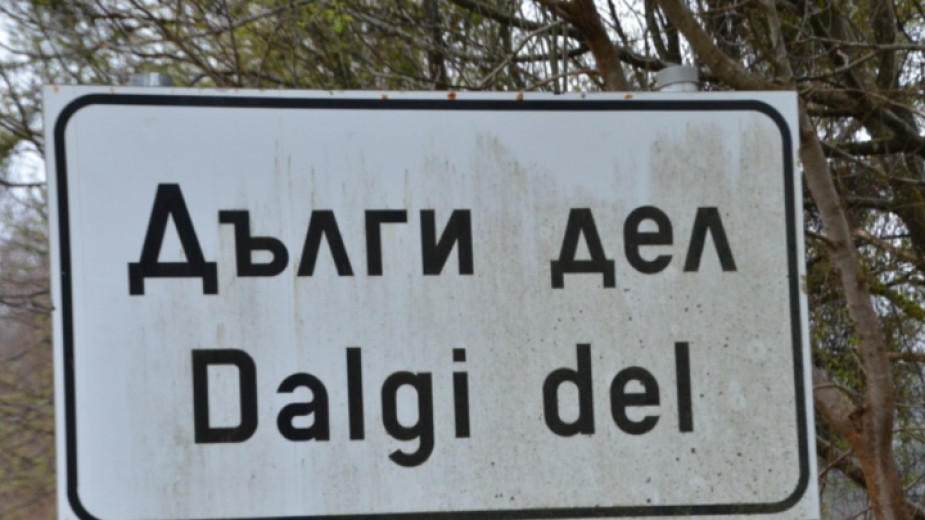 Дълги дел
Dalgi del